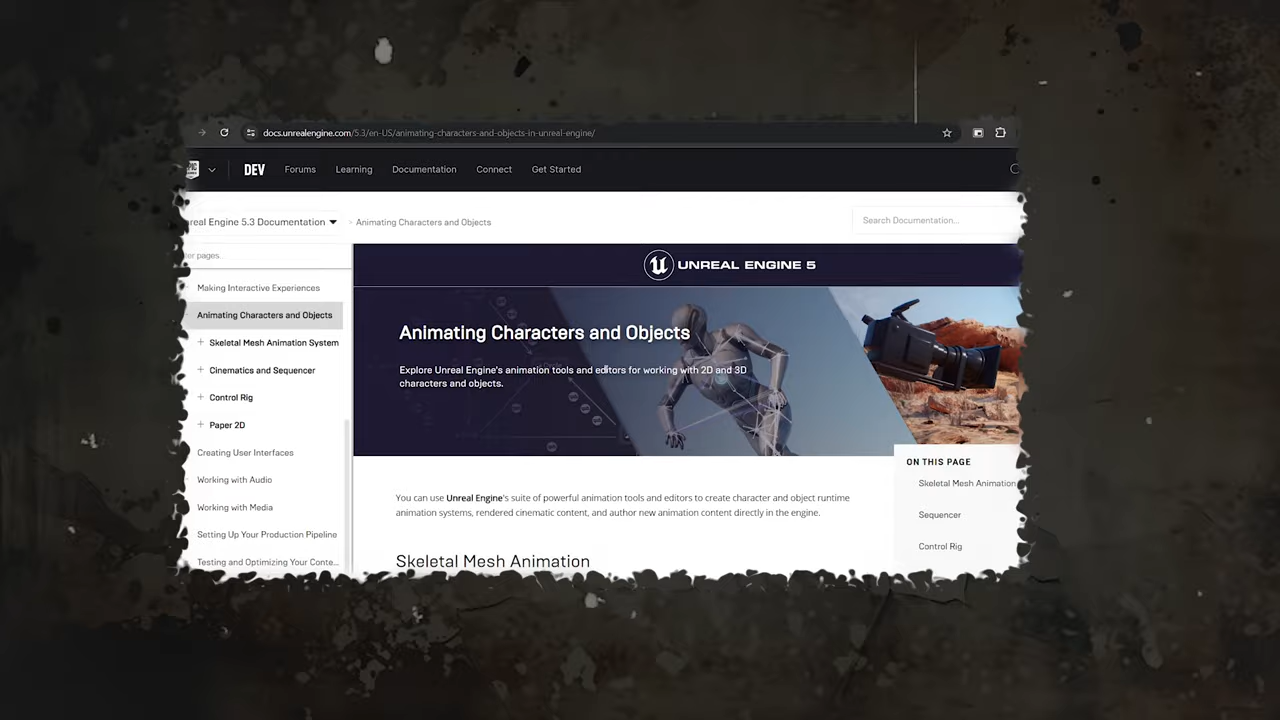 docs.unrealengine.com/5.3/en-US/animating-characters-and-objects-in-unreal-engine/
DEV Forums Learning Documentation Connect Get Started
real Engine 5.3 Documentation > Animating Characters and Objects
Search Documentation...
pages...
UNREAL ENGINE 5
Making Interactive Experiences
Animating Characters and Objects
+ Skeletal Mesh Animation System
+ Cinematics and Sequencer
+ Control Rig
+ Paper 2D
Creating User Interfaces
Working with Audio
Working with Media
Setting Up Your Production Pipeline
Testing and Optimizing Your Conte...
Animating Characters and Objects
Explore Unreal Engine's animation tools and editors for working with 2D and 3D
characters and objects.
You can use Unreal Engine's suite of powerful animation tools and editors to create character and object runtime
animation systems, rendered cinematic content, and author new animation content directly in the engine.
Skeletal Mesh Animation
ON THIS PAGE
Skeletal Mesh Animation
Sequencer
Control Rig